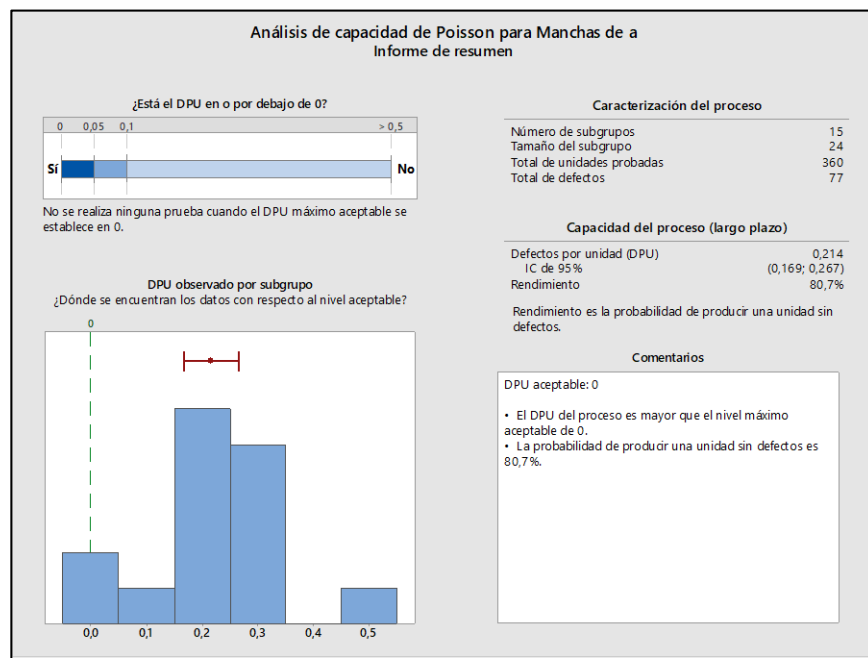 Análisis de capacidad de Poisson para Manchas de a
Informe de resumen
¿Está el DPU en o por debajo de 0?
0 0,05 0,1 > 0,5
Sí No
No se realiza ninguna prueba cuando el DPU máximo aceptable se
establece en 0.
DPU observado por subgrupo
¿Dónde se encuentran los datos con respecto al nivel aceptable?
0
0,0 0,1 0,2 0,3 0,4 0,5
Caracterización del proceso
Número de subgrupos 15
Tamaño del subgrupo 24
Total de unidades probadas 360
Total de defectos 77
Capacidad del proceso (largo plazo)
Defectos por unidad (DPU) 0,214
IC de 95% (0,169; 0,267)
Rendimiento 80,7%
Rendimiento es la probabilidad de producir una unidad sin
defectos.
Comentarios
DPU aceptable: 0
• El DPU del proceso es mayor que el nivel máximo
aceptable de 0.
• La probabilidad de producir una unidad sin defectos es
80,7%.